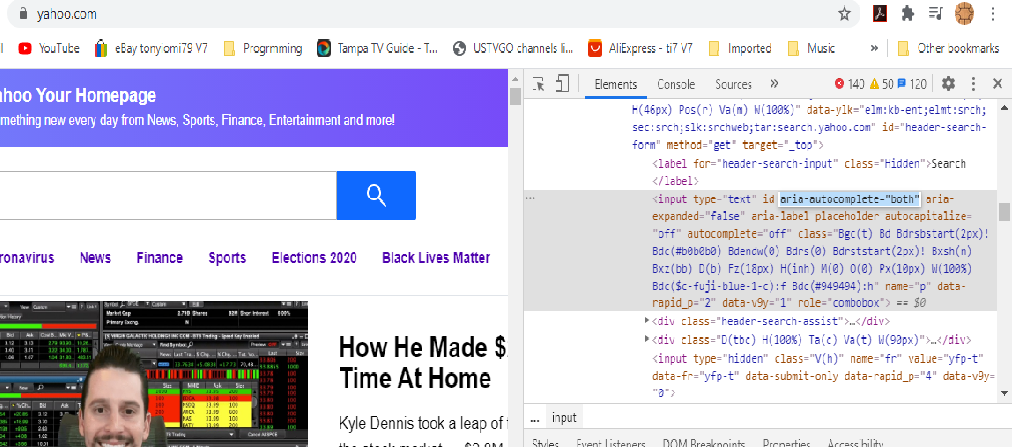 yahoo.com
YouTube
eBay tony omi79 V7
Progrmming
Tampa TV Guide - T...
USTVGO channels li...
AliExpress - ti7 V7
Imported
Music
»
Other bookmarks
ahoo Your Homepage
omething new every day from News, Sports, Finance, Entertainment and more!
ronavirus
News
Finance
Sports
Elections 2020
Black Lives Matter
How He Made $
Time At Home
Kyle Dennis took a leap of f
Elements
Console
Sources
»
140
50
120
H(46px) Pos(r) Va(m) W(100%)" data-ylk="elm:kb-ent;elmt:srch;
sec:srch;slk:srchweb;tar:search.yahoo.com" id="header-search-
form" method="get" target="_top">
<label for="header-search-input" class="Hidden">Search
</label>
... <input type="text" id aria-autocomplete="both" aria-
expanded="false" aria-label placeholder autocapitalize=
"off" autocomplete="off" class="Bgc(t) Bd Bdrsbstart(2px)!
Bdc(#b0b0b0) Bdenow(0) Bdrs(0) Bdrststart(2px)! Bxsh(n)
Bxz(bb) D(b) Fz(18px) H(inh) M(0) O(0) Px(10px) W(100%)
Bdc($c-fuji-blue-1-c):f Bdc(#949494):h" name="p" data-
rapid_p="2" data-v9y="1" role="combobox"> == $0
<div class="header-search-assist">…</div>
<div class="D(tbc) H(100%) Ta(c) Va(t) W(90px)">…</div>
<input type="hidden" class="V(h)" name="fr" value="yfp-t"
data-fr="yfp-t" data-submit-only data-rapid_p="4" data-v9y=
"0">
... input
Styles
Event Listeners
DOM Breakpoints
Properties
Accessibility